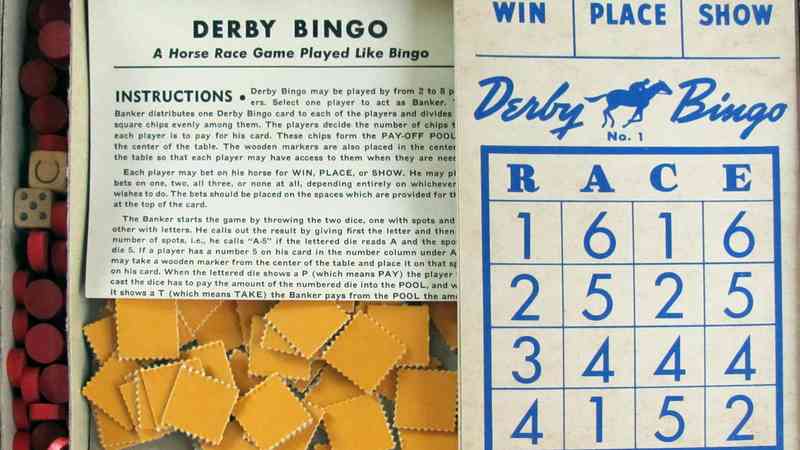 DERBY BINGO
A Horse Race Game Played Like Bingo
INSTRUCTIONS • Derby Bingo may be played by from 2 to 8 p
ers. Select one player to act as Banker.
Banker distributes one Derby Bingo card to each of the players and divides
square chips evenly among them. The players decide the number of chips t
each player is to pay for his card. These chips form the PAY-OFF POOL
the center of the table. The wooden markers are also placed in the cente
the table so that each player may have access to them when they are nee
Each player may bet on his horse for WIN, PLACE, or SHOW. He may pl
bets on one, two, all three, or none at all, depending entirely on whichever
wishes to do. The bets should be placed on the spaces which are provided for t
at the top of the card.
The Banker starts the game by throwing the two dice, one with spots and
other with letters. He calls out the result by giving first the letter and then
number of spots, i.e., he calls "A-5" if the lettered die reads A and the spo
die 5. If a player has a number 5 on his card in the number column under A
may take a wooden marker from the center of the table and place it on that s
on his card. When the lettered die shows a P (which means PAY) the player
cast the dice has to pay the amount of the numbered die into the POOL, and w
it shows a T (which means TAKE) the Banker pays from the POOL the am
WIN PLACE SHOW
Derby Bingo
No. 1
R A C E
1 6 1 6
2 5 2 5
3 4 4 4
4 1 5 2
C